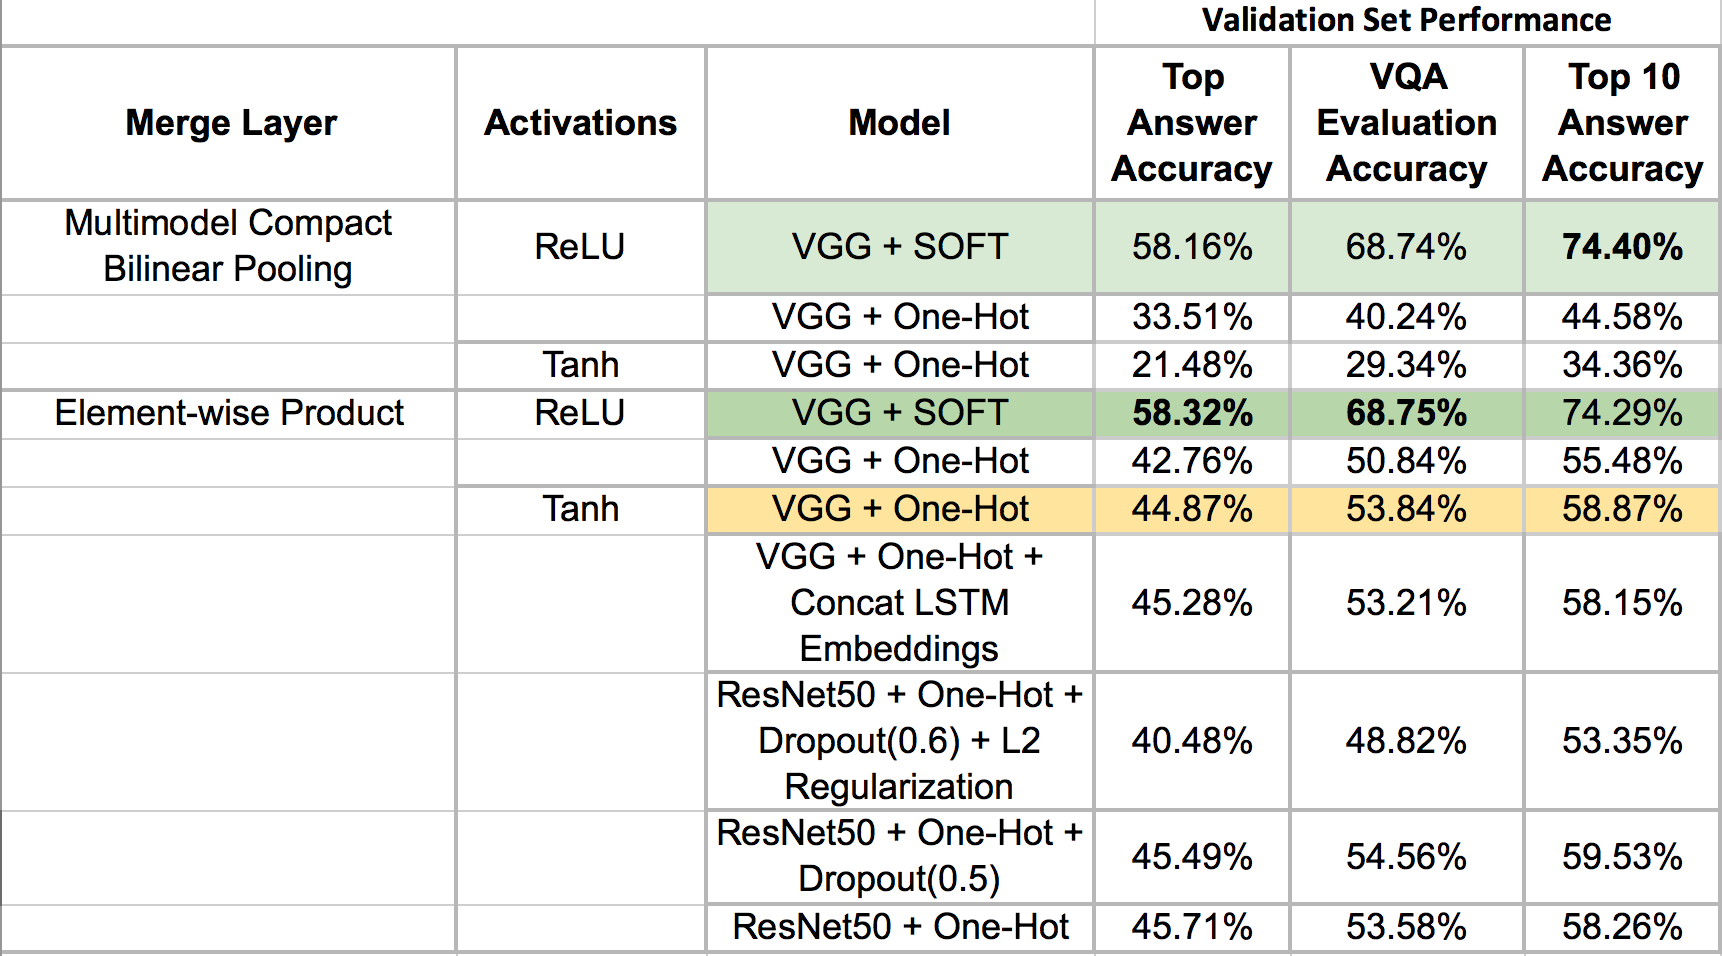 Validation Set Performance
Merge Layer Activations Model Top Answer Accuracy VQA Evaluation Accuracy Top 10 Answer Accuracy
Multimodel Compact Bilinear Pooling ReLU VGG + SOFT 58.16% 68.74% 74.40%
VGG + One-Hot 33.51% 40.24% 44.58%
Tanh VGG + One-Hot 21.48% 29.34% 34.36%
Element-wise Product ReLU VGG + SOFT 58.32% 68.75% 74.29%
VGG + One-Hot 42.76% 50.84% 55.48%
Tanh VGG + One-Hot 44.87% 53.84% 58.87%
VGG + One-Hot + Concat LSTM Embeddings 45.28% 53.21% 58.15%
ResNet50 + One-Hot + Dropout(0.6) + L2 Regularization 40.48% 48.82% 53.35%
ResNet50 + One-Hot + Dropout(0.5) 45.49% 54.56% 59.53%
ResNet50 + One-Hot 45.71% 53.58% 58.26%